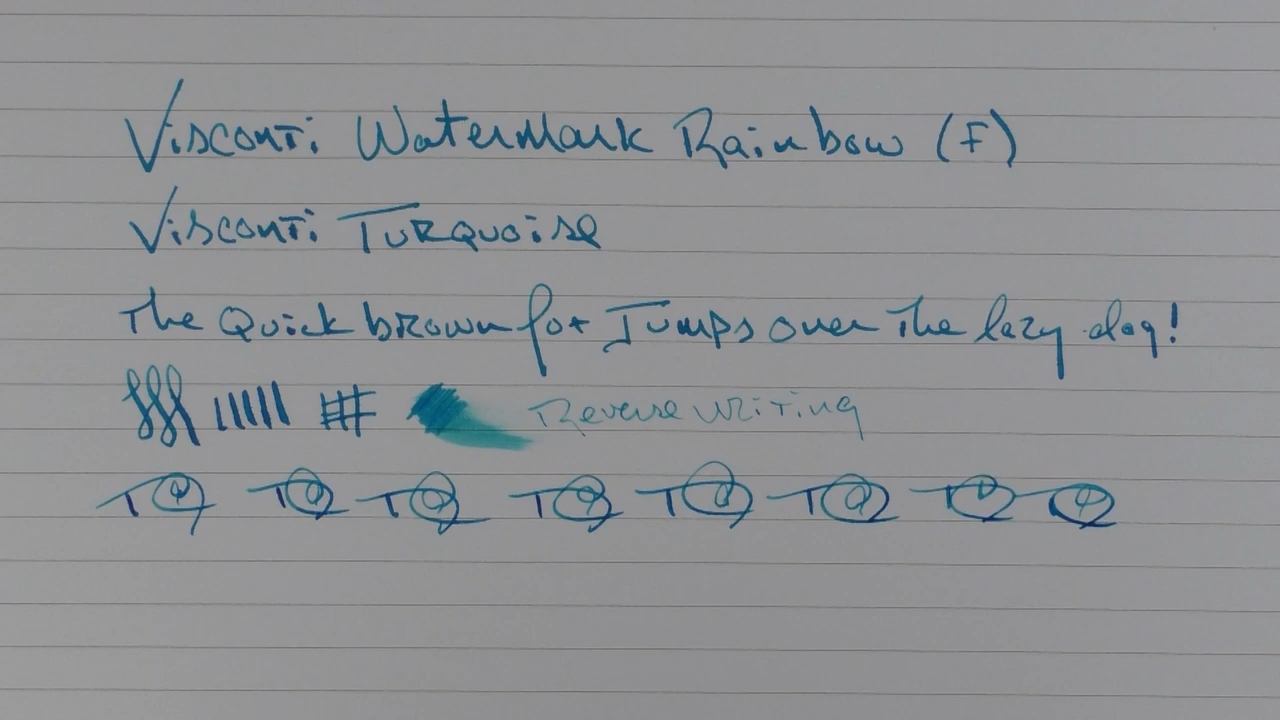 Visconti Watermark Rainbow (F)
Visconti Turquoise
The Quick brown fox Jumps over The lazy dog!
Reverse writing